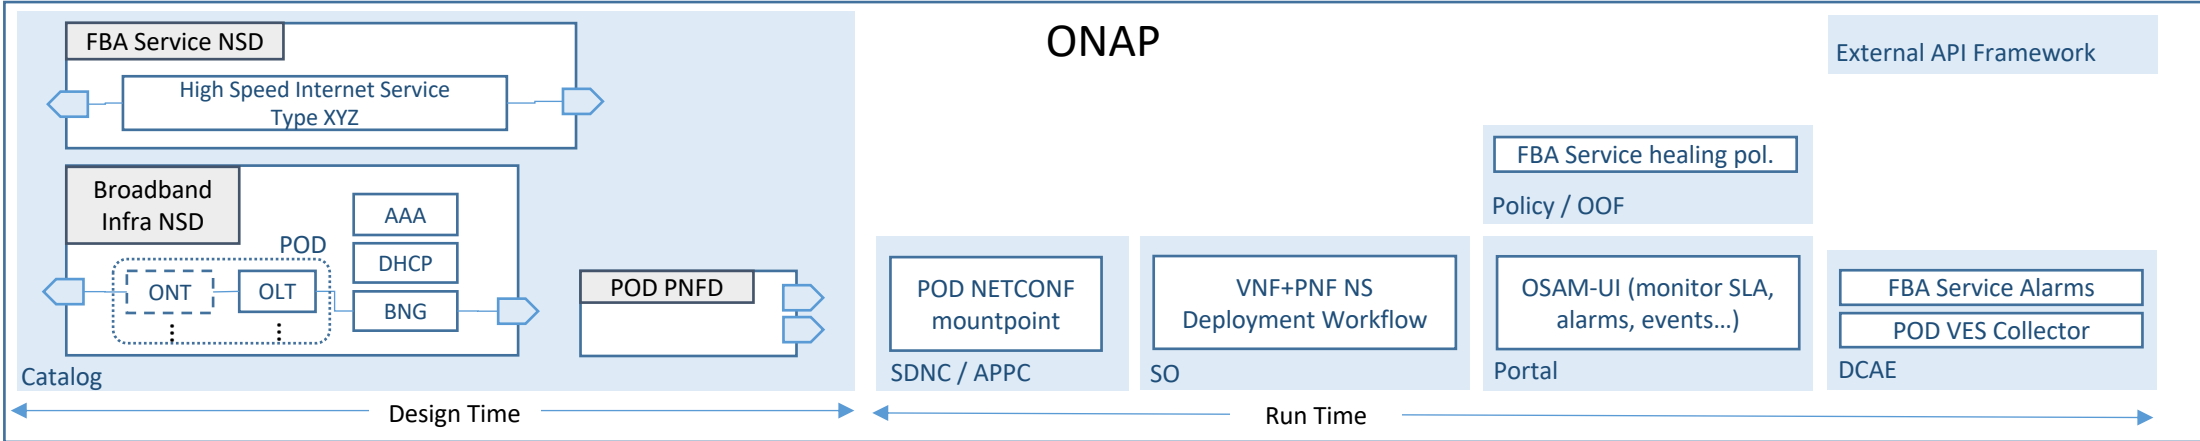 ONAP
FBA Service NSD
High Speed Internet Service
Type XYZ
Broadband
Infra NSD
POD
AAA
DHCP
BNG
ONT
OLT
POD PNFD
Catalog
POD NETCONF
mountpoint
SDNC / APPC
VNF+PNF NS
Deployment Workflow
SO
FBA Service healing pol.
Policy / OOF
OSAM-UI (monitor SLA,
alarms, events…)
Portal
External API Framework
FBA Service Alarms
POD VES Collector
DCAE
Design Time
Run Time